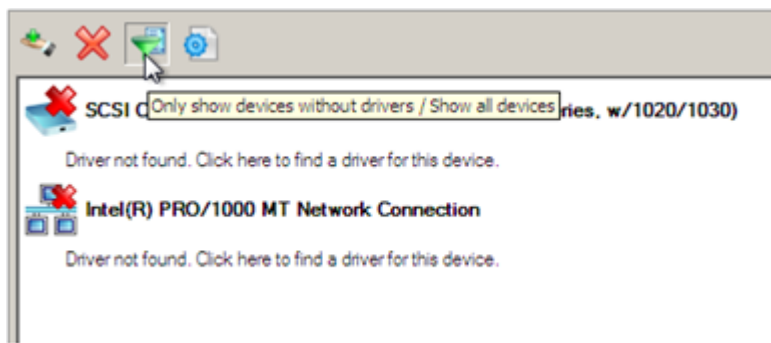 SCSI C
Only show devices without drivers / Show all devices
ries, w/1020/1030)
Driver not found. Click here to find a driver for this device.
Intel(R) PRO/1000 MT Network Connection
Driver not found. Click here to find a driver for this device.